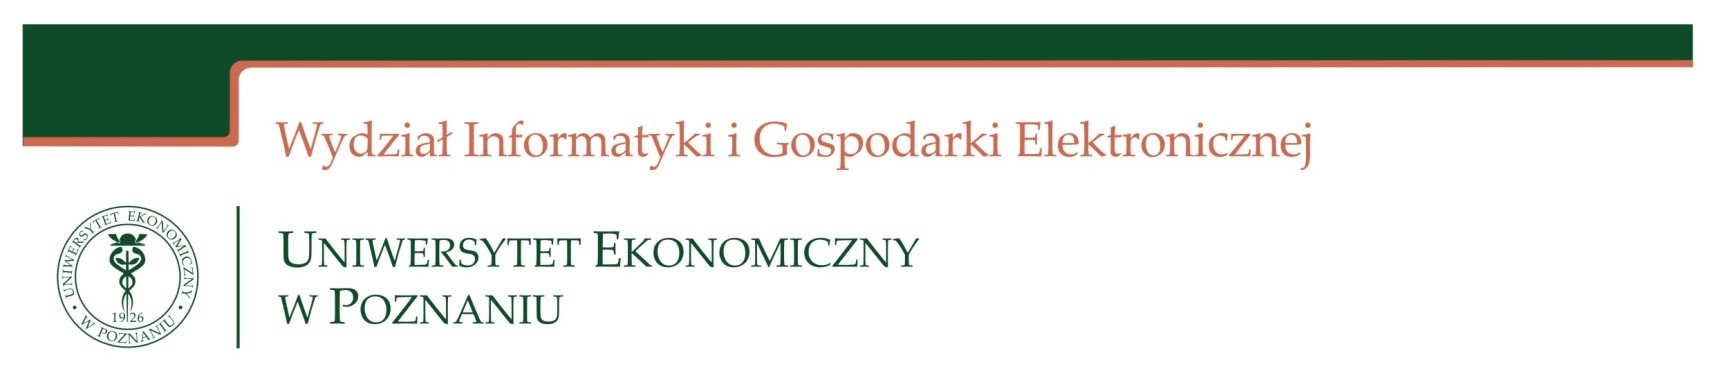 Wydział Informatyki i Gospodarki Elektronicznej
UNIWERSYTET EKONOMICZNY
W POZNANIU
UNIWERSYTET EKONOMICZNY
• W POZNANIU •
1926